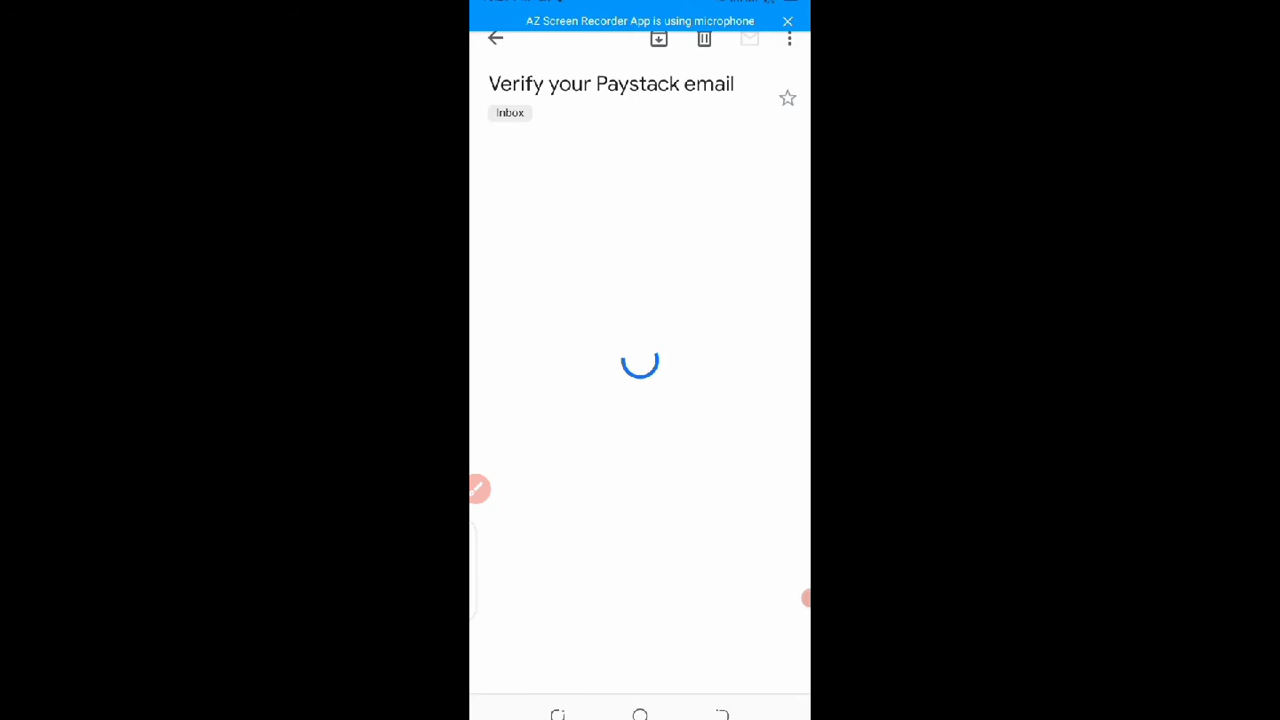 AZ Screen Recorder App is using microphone
Verify your Paystack email
Inbox